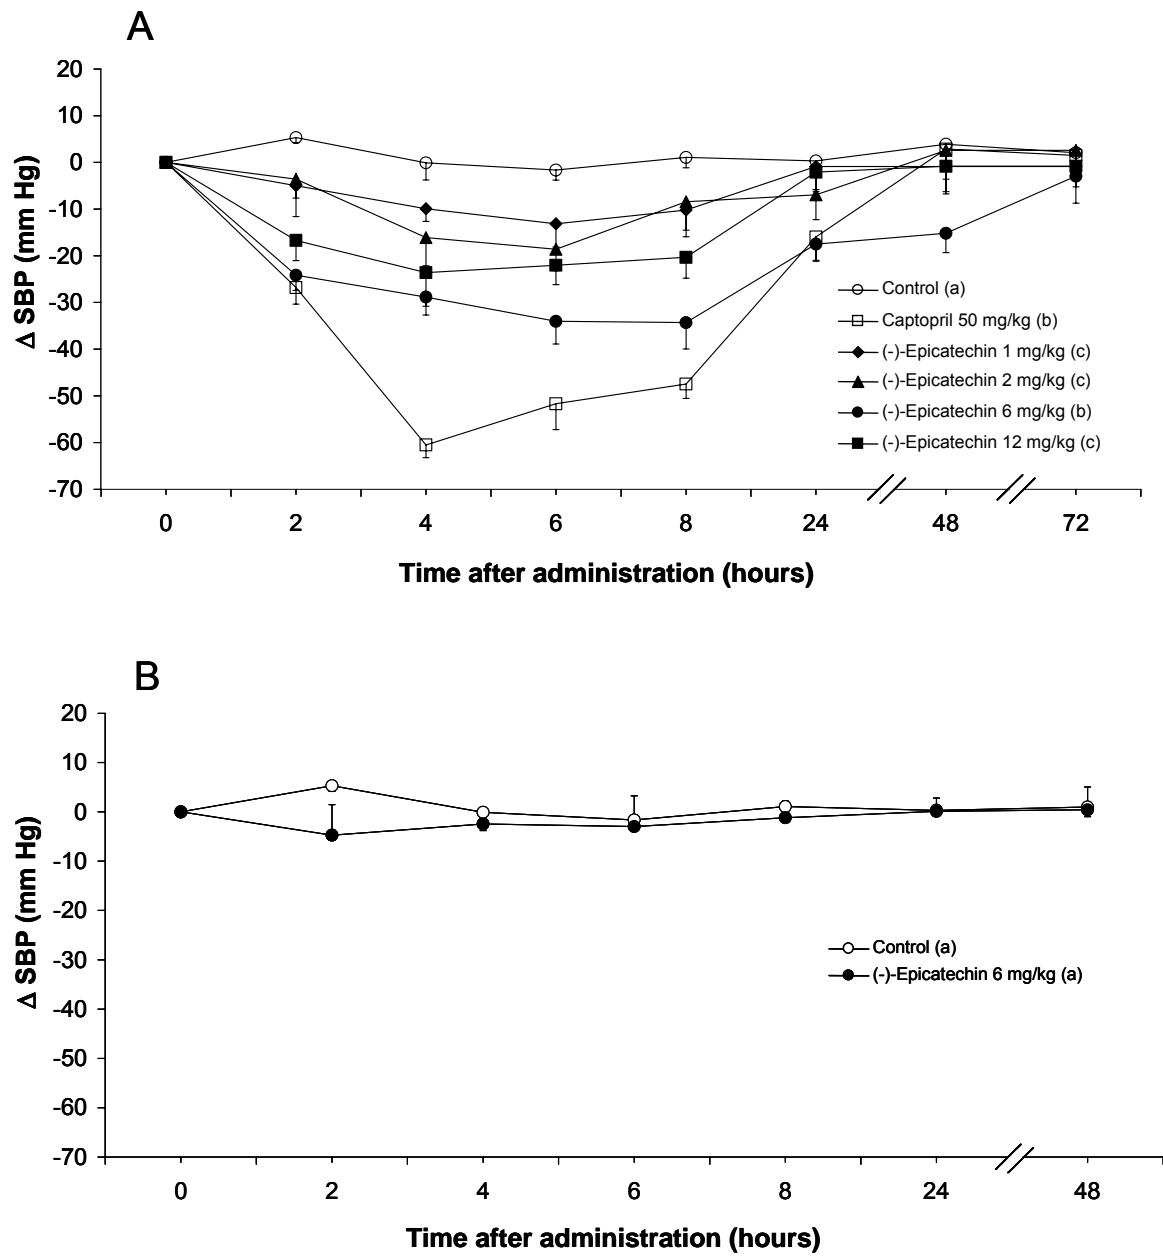 A
20
10
0
-10
-20
-30
-40
-50
-60
-70
Δ SBP (mm Hg)
Control (a)
Captopril 50 mg/kg (b)
(-)-Epicatechin 1 mg/kg (c)
(-)-Epicatechin 2 mg/kg (c)
(-)-Epicatechin 6 mg/kg (b)
(-)-Epicatechin 12 mg/kg (c)
0 2 4 6 8 24 48 72
Time after administration (hours)
B
20
10
0
-10
-20
-30
-40
-50
-60
-70
Δ SBP (mm Hg)
Control (a)
(-)-Epicatechin 6 mg/kg (a)
0 2 4 6 8 24 48
Time after administration (hours)